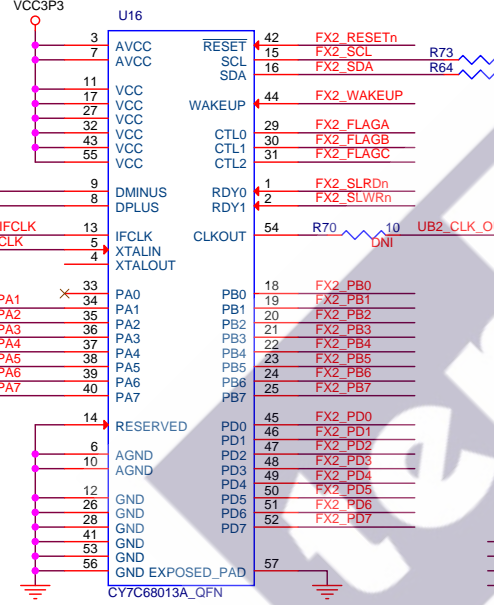 VCC3P3
U16
3 AVCC RESET 42 FX2_RESETn
7 AVCC SCL 15 FX2_SCL R73
SDA 16 FX2_SDA R64
11 VCC
17 VCC WAKEUP 44 FX2_WAKEUP
27 VCC
32 VCC CTL0 29 FX2_FLAGA
43 VCC CTL1 30 FX2_FLAGB
55 VCC CTL2 31 FX2_FLAGC
9 DMINUS RDY0 1 FX2_SLRDn
8 DPLUS RDY1 2 FX2_SLWRn
IFCLK 13 IFCLK CLKOUT 54 R70 10 UB2_CLK_O
CLK 5 XTALIN DNI
4 XTALOUT
33 PA0 PB0 18 FX2_PB0
PA1 34 PA1 PB1 19 FX2_PB1
PA2 35 PA2 PB2 20 FX2_PB2
PA3 36 PA3 PB3 21 FX2_PB3
PA4 37 PA4 PB4 22 FX2_PB4
PA5 38 PA5 PB5 23 FX2_PB5
PA6 39 PA6 PB6 24 FX2_PB6
PA7 40 PA7 PB7 25 FX2_PB7
14 RESERVED PD0 45 FX2_PD0
PD1 46 FX2_PD1
6 AGND PD2 47 FX2_PD2
10 AGND PD3 48 FX2_PD3
PD4 49 FX2_PD4
12 GND PD5 50 FX2_PD5
26 GND PD6 51 FX2_PD6
28 GND PD7 52 FX2_PD7
41 GND
53 GND
56 GND EXPOSED_PAD 57
CY7C68013A_QFN